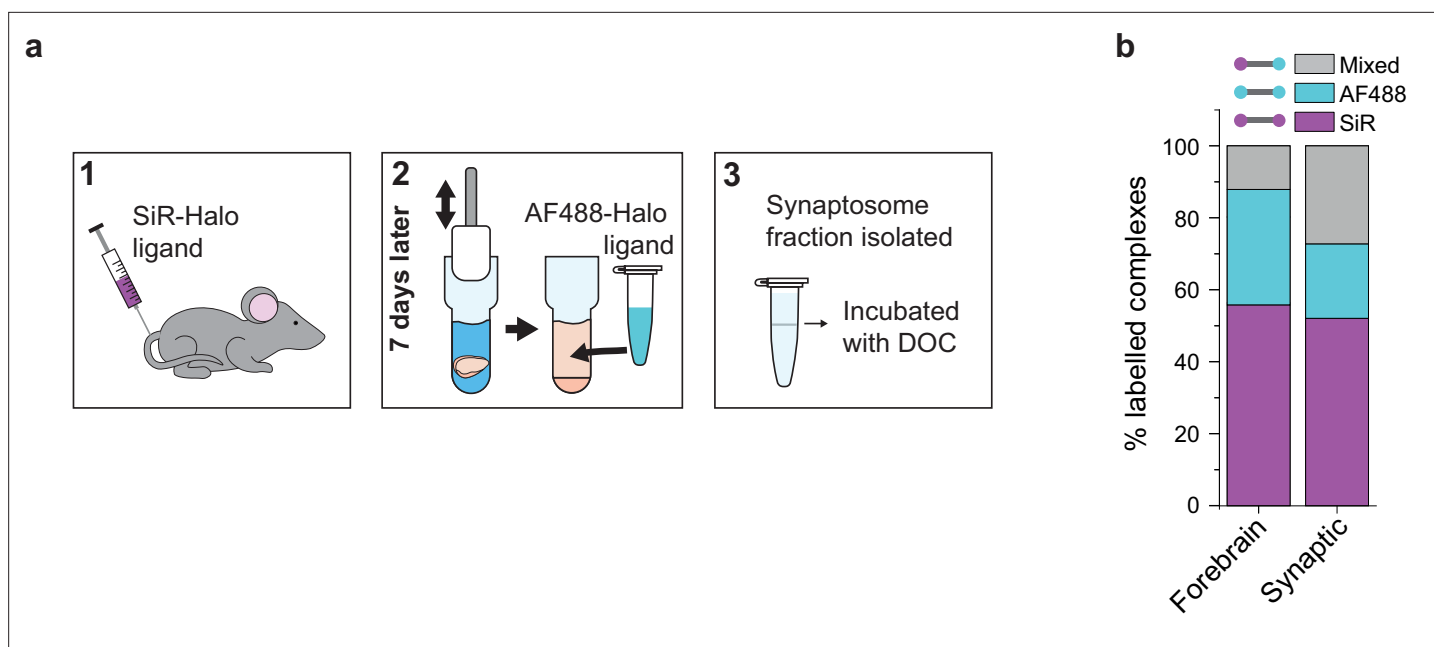 a
1
SiR-Halo
ligand
7 days later
2
AF488-Halo
ligand
3
Synaptosome
fraction isolated
Incubated
with DOC
b
Mixed
AF488
SiR
% labelled complexes
100
80
60
40
20
0
Forebrain
Synaptic